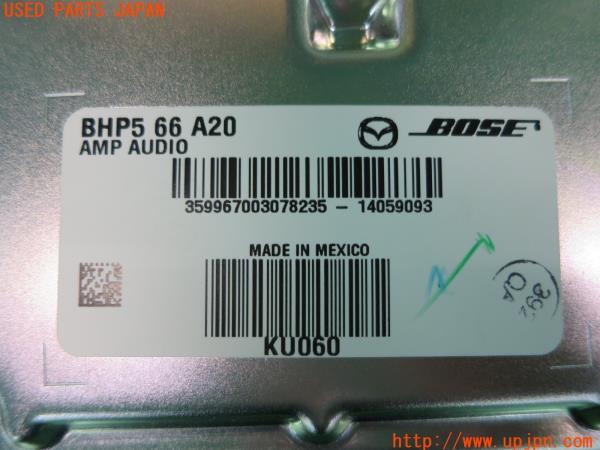 USED PARTS JAPAN
BHP5 66 A20
AMP AUDIO
BOSE
359967003078235 - 14059093
MADE IN MEXICO
KU060
QA
http://www.upjpn.com